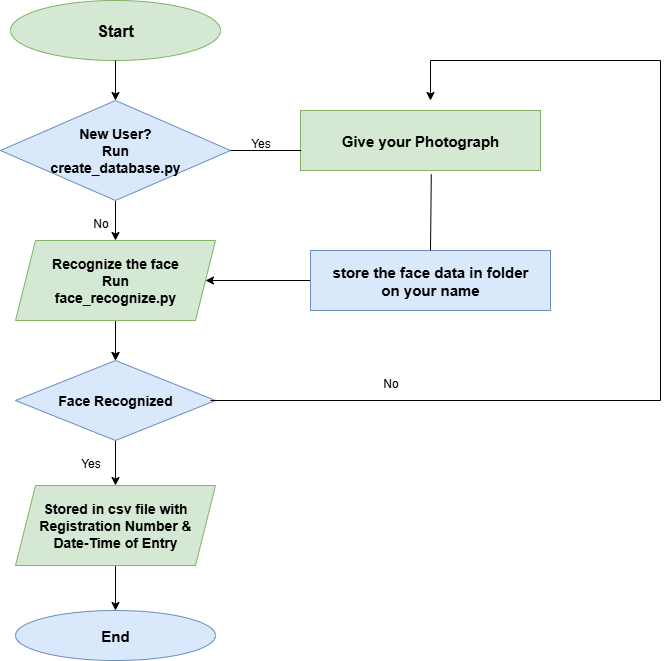 Start
New User?
Run
create_database.py
Yes
Give your Photograph
No
Recognize the face
Run
face_recognize.py
store the face data in folder
on your name
Face Recognized
No
Yes
Stored in csv file with
Registration Number &
Date-Time of Entry
End